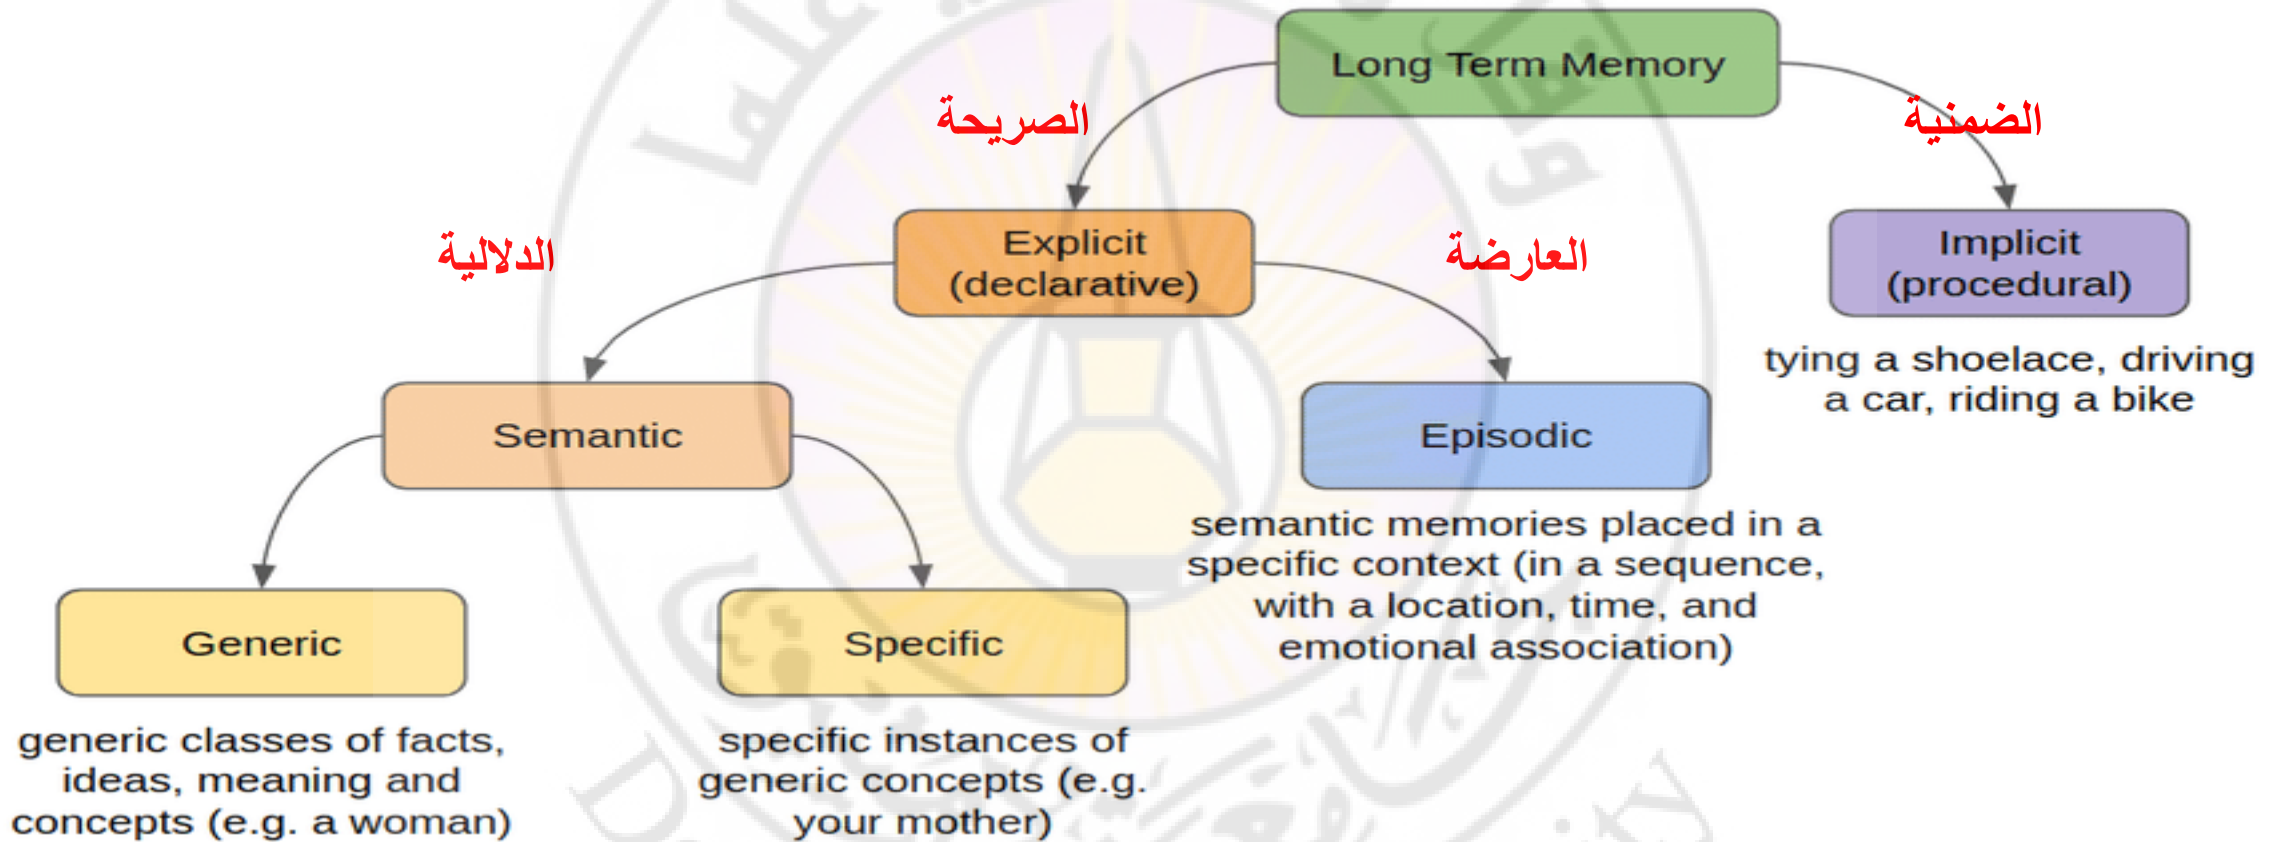 Long Term Memory
الصريحة
الضمنية
Explicit
(declarative)
Implicit
(procedural)
الدلالية
العارضة
tying a shoelace, driving
a car, riding a bike
Semantic
Episodic
semantic memories placed in a
specific context (in a sequence,
with a location, time, and
emotional association)
Generic
Specific
generic classes of facts,
ideas, meaning and
concepts (e.g. a woman)
specific instances of
generic concepts (e.g.
your mother)